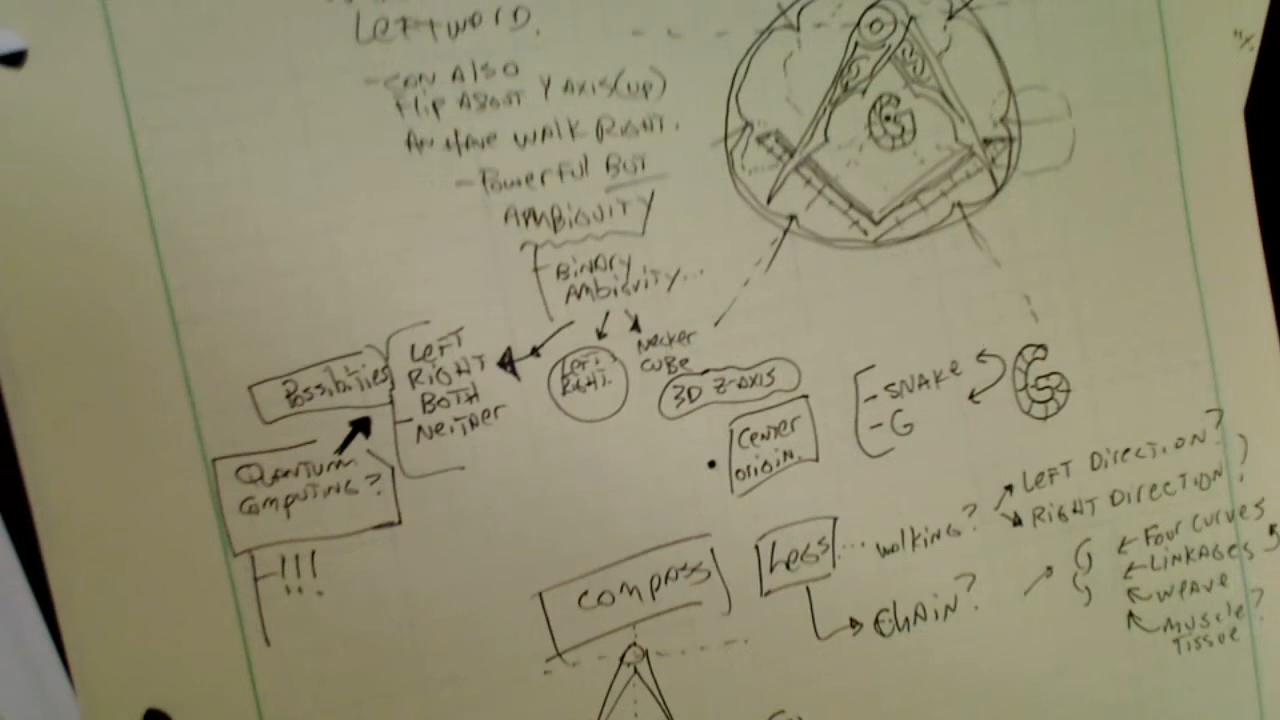 LEFTWORD.
- CAN Also
Flip ABOUT Y AXIS (UP)
AN HAVE WALK RIGHT.
- Powerful BUT
AMBIGUITY
- BINARY
AMBIGUITY...
G
Possibilities
LEFT
RIGHT
BOTH
NEITHER
LEFT
RIGHT.
NECKER
CUBE
3D Z-AXIS
CENTER
ORIGIN.
- SNAKE
- G
G
QUANTUM
COMPUTING?
!!!
COMPASS
LEGS
... walking?
LEFT DIRECTION?
RIGHT DIRECTION?
CHAIN?
FOUR CURVES
LINKAGES
WEAVE
MUSCLE?
TISSUE